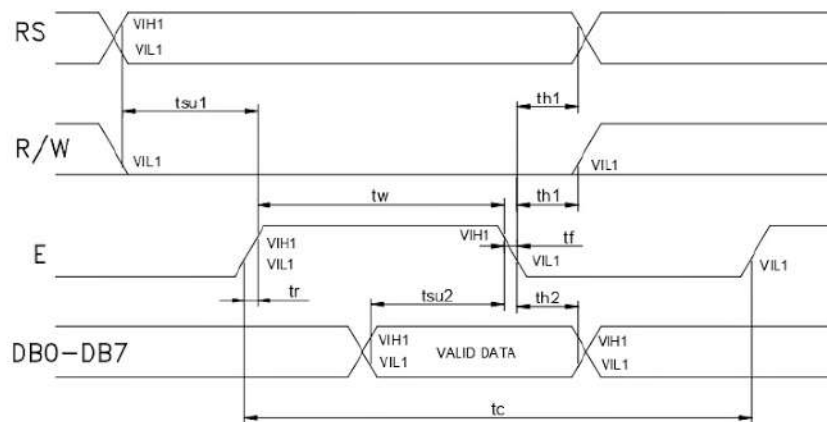 RS
VIH1
VIL1
tsu1
th1
R/W
VIL1
VIL1
tw
th1
E
VIH1
VIL1
VIH1
tf
VIL1
VIL1
tr
tsu2
th2
DB0-DB7
VIH1
VIL1
VALID DATA
VIH1
VIL1
tc